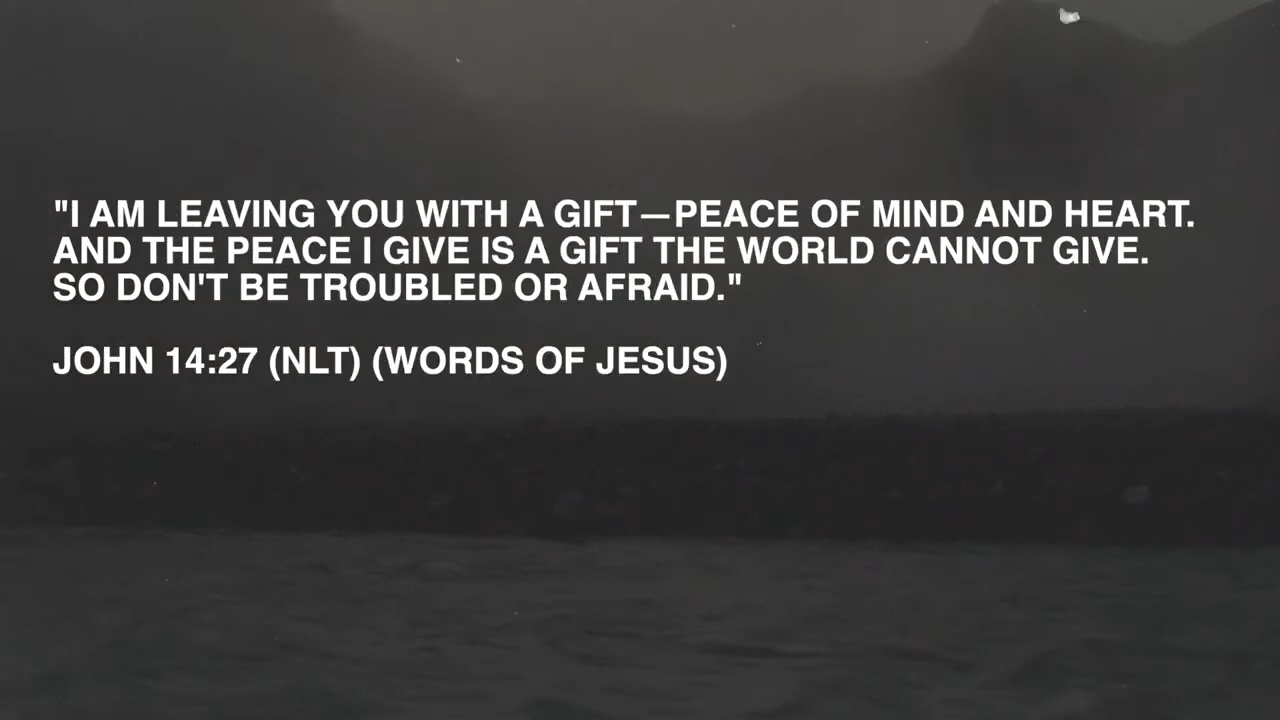 "I AM LEAVING YOU WITH A GIFT—PEACE OF MIND AND HEART.
AND THE PEACE I GIVE IS A GIFT THE WORLD CANNOT GIVE.
SO DON'T BE TROUBLED OR AFRAID."
JOHN 14:27 (NLT) (WORDS OF JESUS)